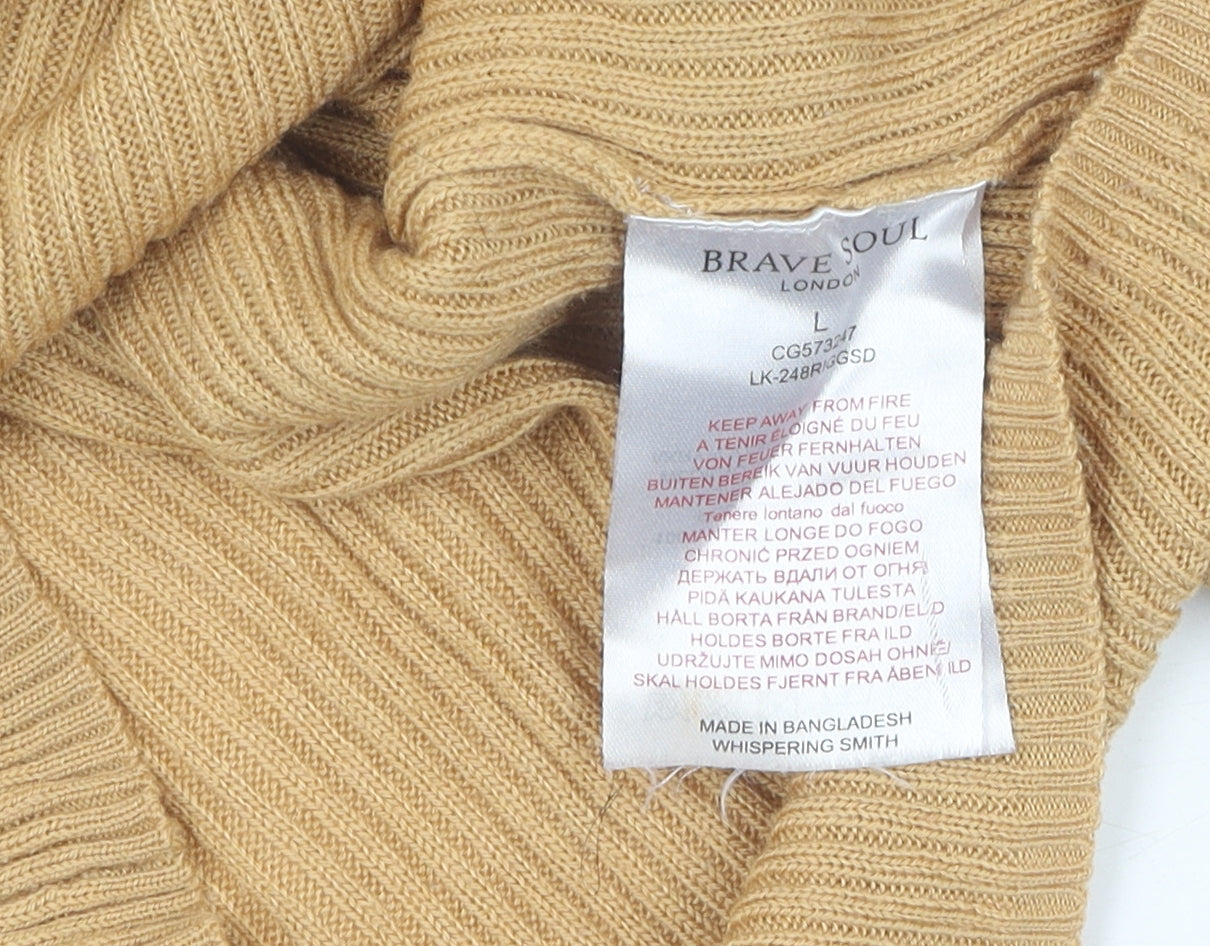 BRAVE SOUL
LONDON
L
CG573247
LK-248RIGGSD
KEEP AWAY FROM FIRE
A TENIR ÉLOIGNÉ DU FEU
VON FEUER FERNHALTEN
BUITEN BEREIK VAN VUUR HOUDEN
MANTENER ALEJADO DEL FUEGO
Tenere lontano dal fuoco
MANTER LONGE DO FOGO
CHRONIĆ PRZED OGNIEM
ДЕРЖАТЬ ВДАЛИ ОТ ОГНЯ
PIDÄ KAUKANA TULESTA
HÅLL BORTA FRÅN BRAND/ELD
HOLDES BORTE FRA ILD
UDRŽUJTE MIMO DOSAH OHNĚ/
SKAL HOLDES FJERNT FRA ÅBEN ILD
MADE IN BANGLADESH
WHISPERING SMITH